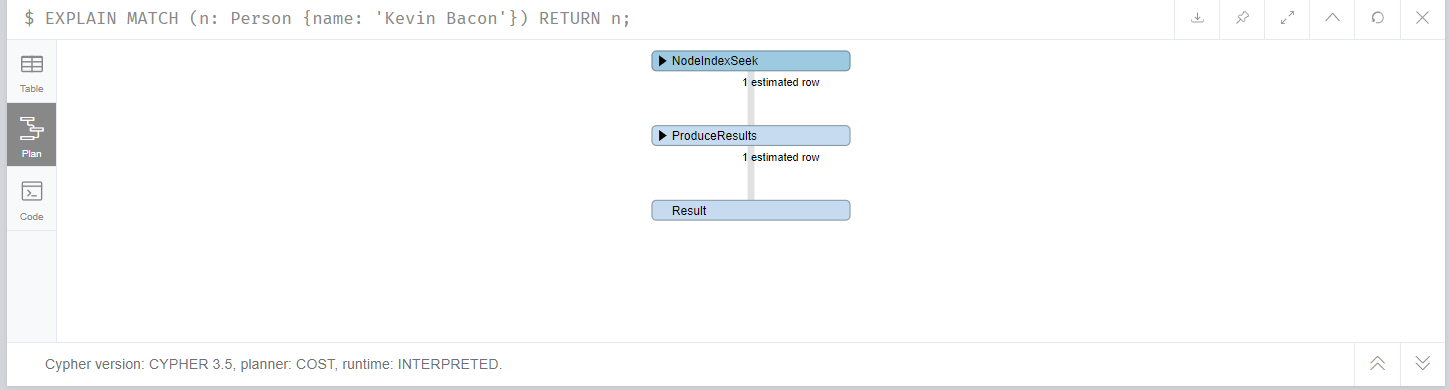 $ EXPLAIN MATCH (n: Person {name: 'Kevin Bacon'}) RETURN n;
Table
Plan
Code
NodeIndexSeek
1 estimated row
ProduceResults
1 estimated row
Result
Cypher version: CYPHER 3.5, planner: COST, runtime: INTERPRETED.